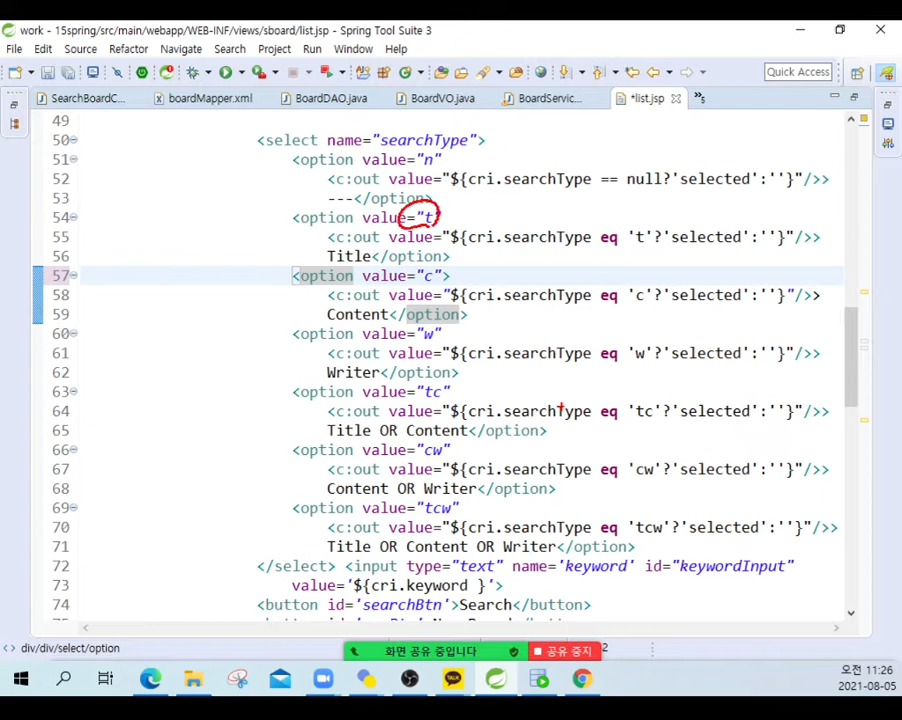 work - 15spring/src/main/webapp/WEB-INF/views/sboard/list.jsp - Spring Tool Suite 3
File Edit Source Refactor Navigate Search Project Run Window Help
Quick Access
SearchBoardC... boardMapper.xml BoardDAO.java BoardVO.java BoardServic... *list.jsp »5
49
50 <select name="searchType">
51 <option value="n"
52 <c:out value="${cri.searchType == null?'selected':''}"/>>
53 ---</option>
54 <option value="t"
55 <c:out value="${cri.searchType eq 't'?'selected':''}"/>>
56 Title</option>
57 <option value="c">
58 <c:out value="${cri.searchType eq 'c'?'selected':''}"/>>
59 Content</option>
60 <option value="w"
61 <c:out value="${cri.searchType eq 'w'?'selected':''}"/>>
62 Writer</option>
63 <option value="tc"
64 <c:out value="${cri.searchType eq 'tc'?'selected':''}"/>>
65 Title OR Content</option>
66 <option value="cw"
67 <c:out value="${cri.searchType eq 'cw'?'selected':''}"/>>
68 Content OR Writer</option>
69 <option value="tcw"
70 <c:out value="${cri.searchType eq 'tcw'?'selected':''}"/>>
71 Title OR Content OR Writer</option>
72 </select> <input type="text" name='keyword' id="keywordInput"
73 value='${cri.keyword }'>
74 <button id='searchBtn'>Search</button>
div/div/select/option
화면 공유 중입니다 공유 중지 2
TALK
오전 11:26
2021-08-05